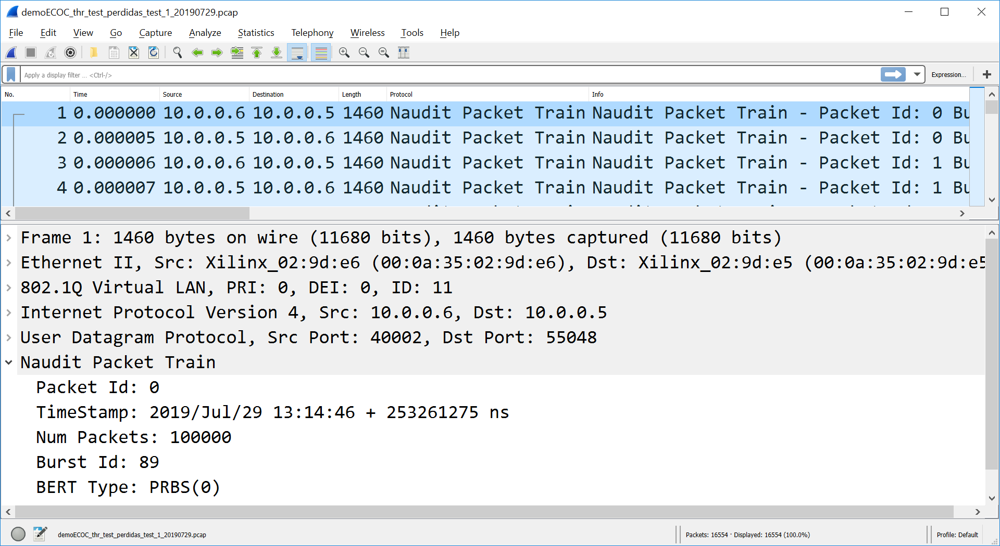 demoECOC_thr_test_perdidas_test_1_20190729.pcap
File Edit View Go Capture Analyze Statistics Telephony Wireless Tools Help
Apply a display filter ... <Ctrl-/> Expression... +
No. Time Source Destination Length Protocol Info
1 0.000000 10.0.0.6 10.0.0.5 1460 Naudit Packet Train Naudit Packet Train - Packet Id: 0 Bu
2 0.000005 10.0.0.5 10.0.0.6 1460 Naudit Packet Train Naudit Packet Train - Packet Id: 0 Bu
3 0.000006 10.0.0.6 10.0.0.5 1460 Naudit Packet Train Naudit Packet Train - Packet Id: 1 Bu
4 0.000007 10.0.0.5 10.0.0.6 1460 Naudit Packet Train Naudit Packet Train - Packet Id: 1 Bu
Frame 1: 1460 bytes on wire (11680 bits), 1460 bytes captured (11680 bits)
Ethernet II, Src: Xilinx_02:9d:e6 (00:0a:35:02:9d:e6), Dst: Xilinx_02:9d:e5 (00:0a:35:02:9d:e5
802.1Q Virtual LAN, PRI: 0, DEI: 0, ID: 11
Internet Protocol Version 4, Src: 10.0.0.6, Dst: 10.0.0.5
User Datagram Protocol, Src Port: 40002, Dst Port: 55048
Naudit Packet Train
Packet Id: 0
TimeStamp: 2019/Jul/29 13:14:46 + 253261275 ns
Num Packets: 100000
Burst Id: 89
BERT Type: PRBS(0)
demoECOC_thr_test_perdidas_test_1_20190729.pcap Packets: 16554 · Displayed: 16554 (100.0%) Profile: Default